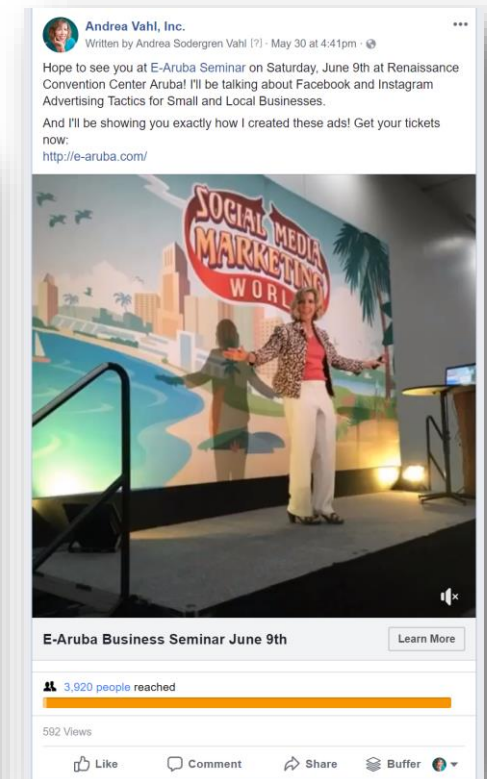 Andrea Vahl, Inc.
Written by Andrea Sodergren Vahl [?] · May 30 at 4:41pm ·
Hope to see you at E-Aruba Seminar on Saturday, June 9th at Renaissance
Convention Center Aruba! I'll be talking about Facebook and Instagram
Advertising Tactics for Small and Local Businesses.
And I'll be showing you exactly how I created these ads! Get your tickets
now:
http://e-aruba.com/
SOCIAL MEDIA
MARKETING
WORL
E-Aruba Business Seminar June 9th
Learn More
3,920 people reached
592 Views
Like Comment Share Buffer